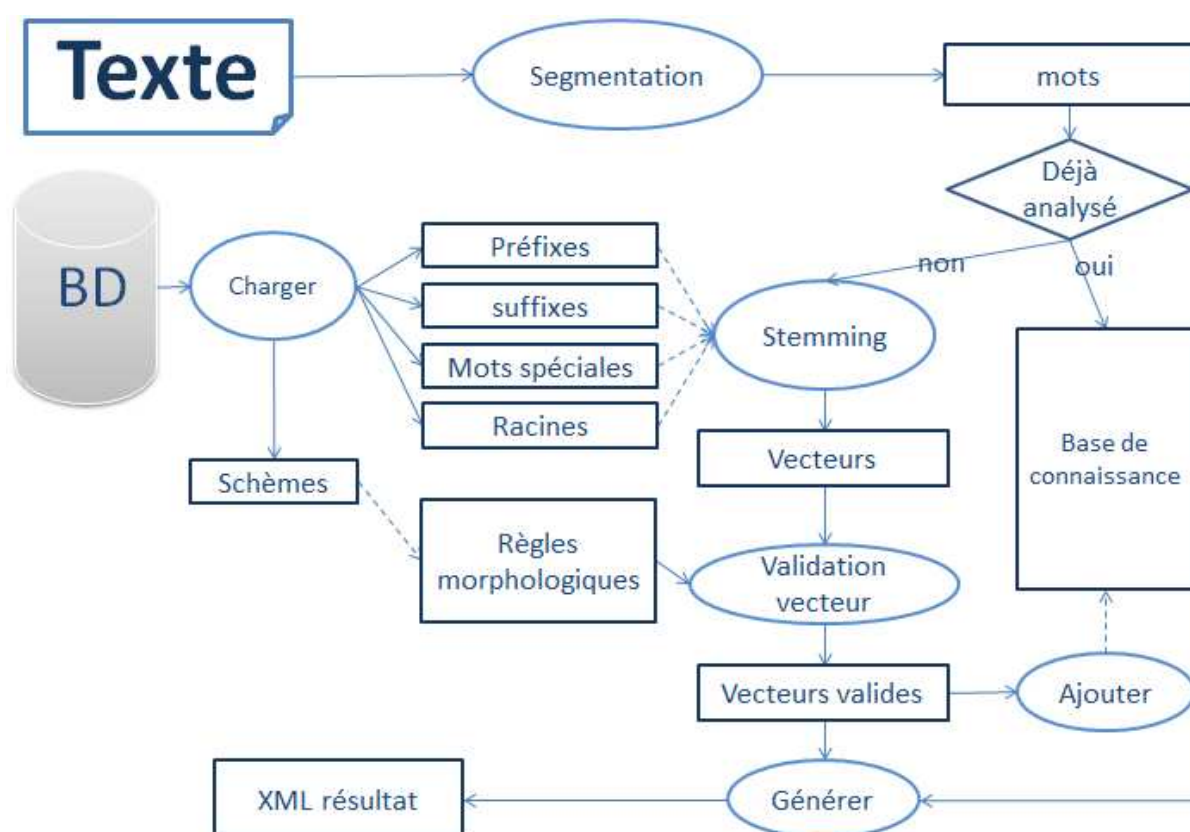 Texte
Segmentation
mots
Déjà
analysé
non
oui
BD
Charger
Préfixes
suffixes
Mots spéciales
Racines
Stemming
Schèmes
Vecteurs
Base de
connaissance
Règles
morphologiques
Validation
vecteur
Vecteurs valides
Ajouter
XML résultat
Générer